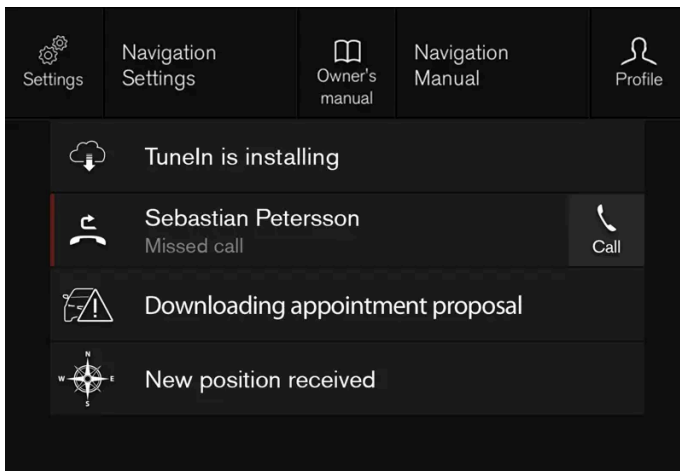 Settings
Navigation
Settings
Owner's
manual
Navigation
Manual
Profile
TuneIn is installing
Sebastian Petersson
Missed call
Call
Downloading appointment proposal
N
W E
S
New position received